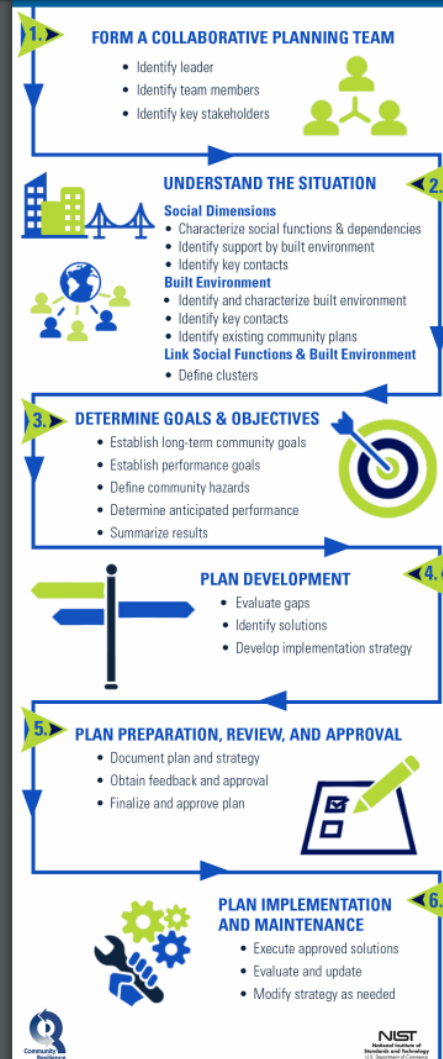 1.
FORM A COLLABORATIVE PLANNING TEAM
• Identify leader
• Identify team members
• Identify key stakeholders
2.
UNDERSTAND THE SITUATION
Social Dimensions
• Characterize social functions & dependencies
• Identify support by built environment
• Identify key contacts
Built Environment
• Identify and characterize built environment
• Identify key contacts
• Identify existing community plans
Link Social Functions & Built Environment
• Define clusters
3.
DETERMINE GOALS & OBJECTIVES
• Establish long-term community goals
• Establish performance goals
• Define community hazards
• Determine anticipated performance
• Summarize results
4.
PLAN DEVELOPMENT
• Evaluate gaps
• Identify solutions
• Develop implementation strategy
5.
PLAN PREPARATION, REVIEW, AND APPROVAL
• Document plan and strategy
• Obtain feedback and approval
• Finalize and approve plan
6.
PLAN IMPLEMENTATION
AND MAINTENANCE
• Execute approved solutions
• Evaluate and update
• Modify strategy as needed
Community
Resilience
NIST
National Institute of
Standards and Technology
U.S. Department of Commerce